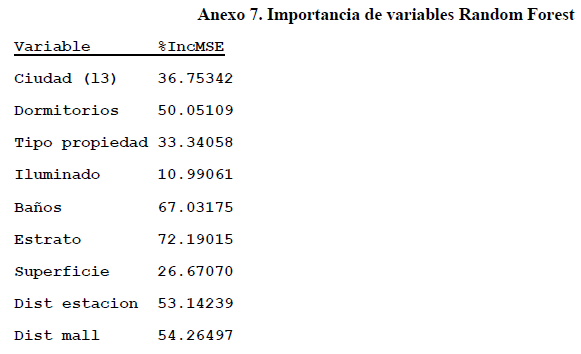 Anexo 7. Importancia de variables Random Forest
Variable %IncMSE
Ciudad (l3) 36.75342
Dormitorios 50.05109
Tipo propiedad 33.34058
Iluminado 10.99061
Baños 67.03175
Estrato 72.19015
Superficie 26.67070
Dist estacion 53.14239
Dist mall 54.26497